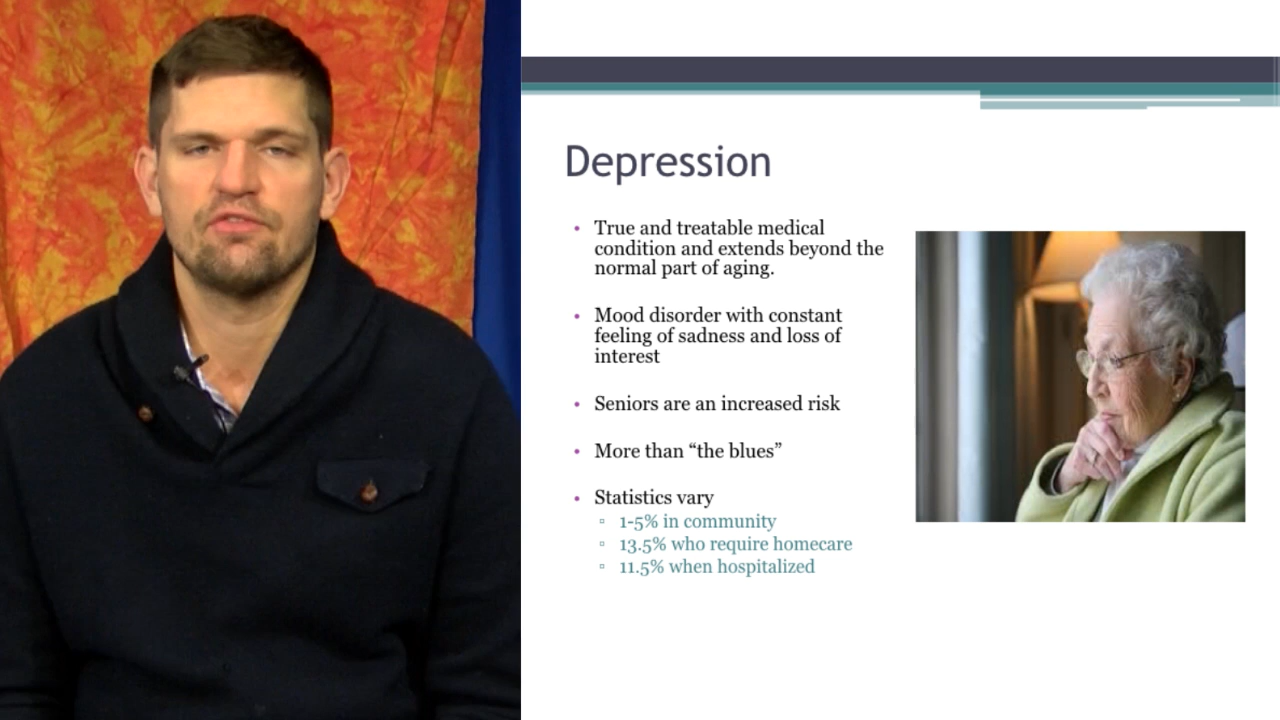 Depression
• True and treatable medical
condition and extends beyond the
normal part of aging.
• Mood disorder with constant
feeling of sadness and loss of
interest
• Seniors are an increased risk
• More than “the blues”
• Statistics vary
▫ 1-5% in community
▫ 13.5% who require homecare
▫ 11.5% when hospitalized